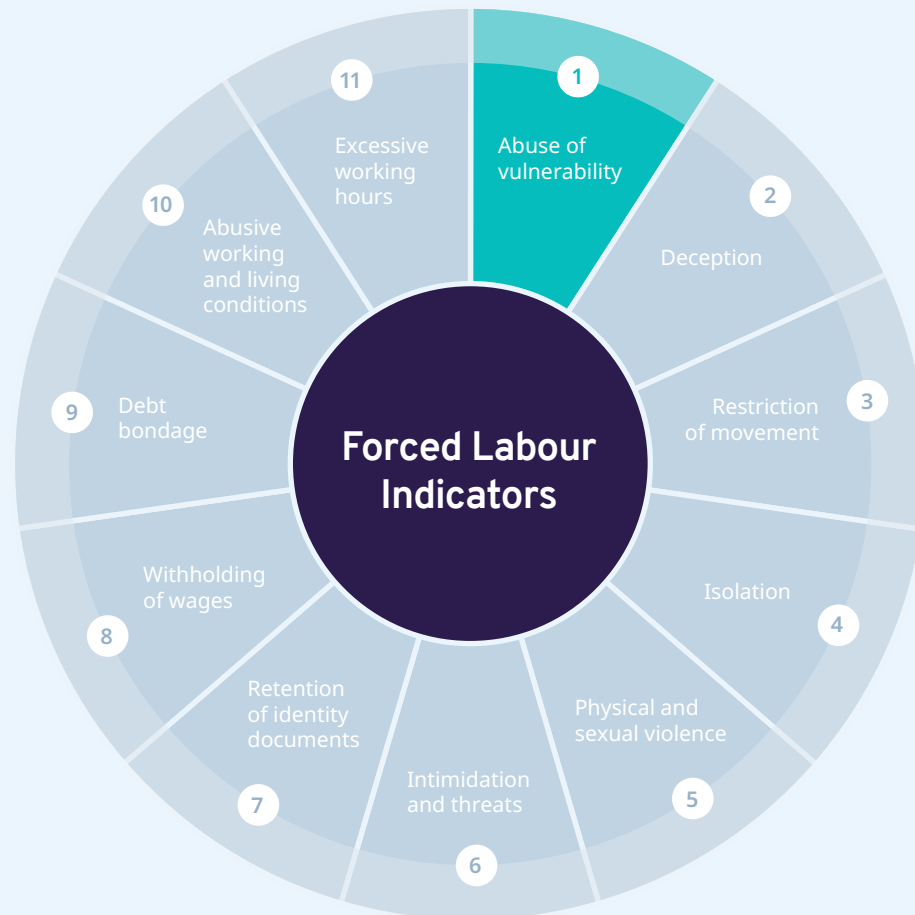 Forced Labour
Indicators
1
Abuse of
vulnerability
2
Deception
3
Restriction
of movement
4
Isolation
5
Physical and
sexual violence
6
Intimidation
and threats
7
Retention
of identity
documents
8
Withholding
of wages
9
Debt
bondage
10
Abusive
working
and living
conditions
11
Excessive
working
hours